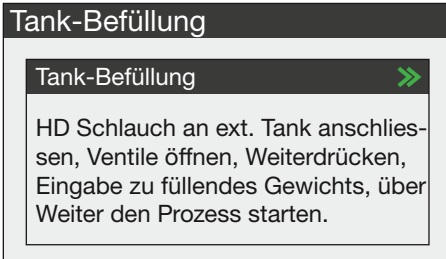 Tank-Befüllung
Tank-Befüllung
HD Schlauch an ext. Tank anschlies-
sen, Ventile öffnen, Weiterdrücken,
Eingabe zu füllendes Gewichts, über
Weiter den Prozess starten.